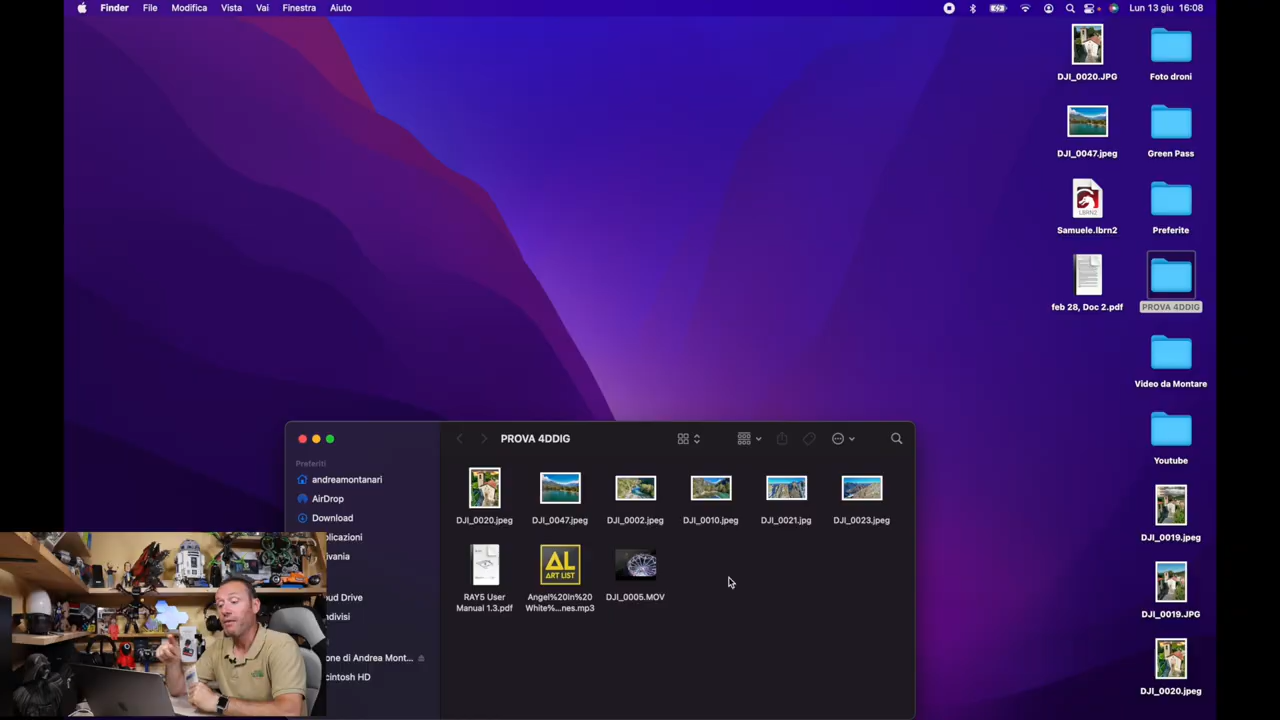 Finder File Modifica Vista Vai Finestra Aiuto Lun 13 giu 16:08
DJI_0020.JPG Foto droni
DJI_0047.jpeg Green Pass
LBRN2
Samuele.lbrn2 Preferite
feb 28, Doc 2.pdf PROVA 4DDIG
Video da Montare
Youtube
DJI_0019.jpeg
DJI_0019.JPG
DJI_0020.jpeg
PROVA 4DDIG
Preferiti
andreamontanari
AirDrop
Download
plicazioni
ivania
oud Drive
ndivisi
one di Andrea Mont...
cintosh HD
DJI_0020.jpeg DJI_0047.jpeg DJI_0002.jpeg DJI_0010.jpeg DJI_0021.jpg DJI_0023.jpeg
AL
ART LIST
RAY5 User
Manual 1.3.pdf
Angel%20In%20
White%...nes.mp3
DJI_0005.MOV